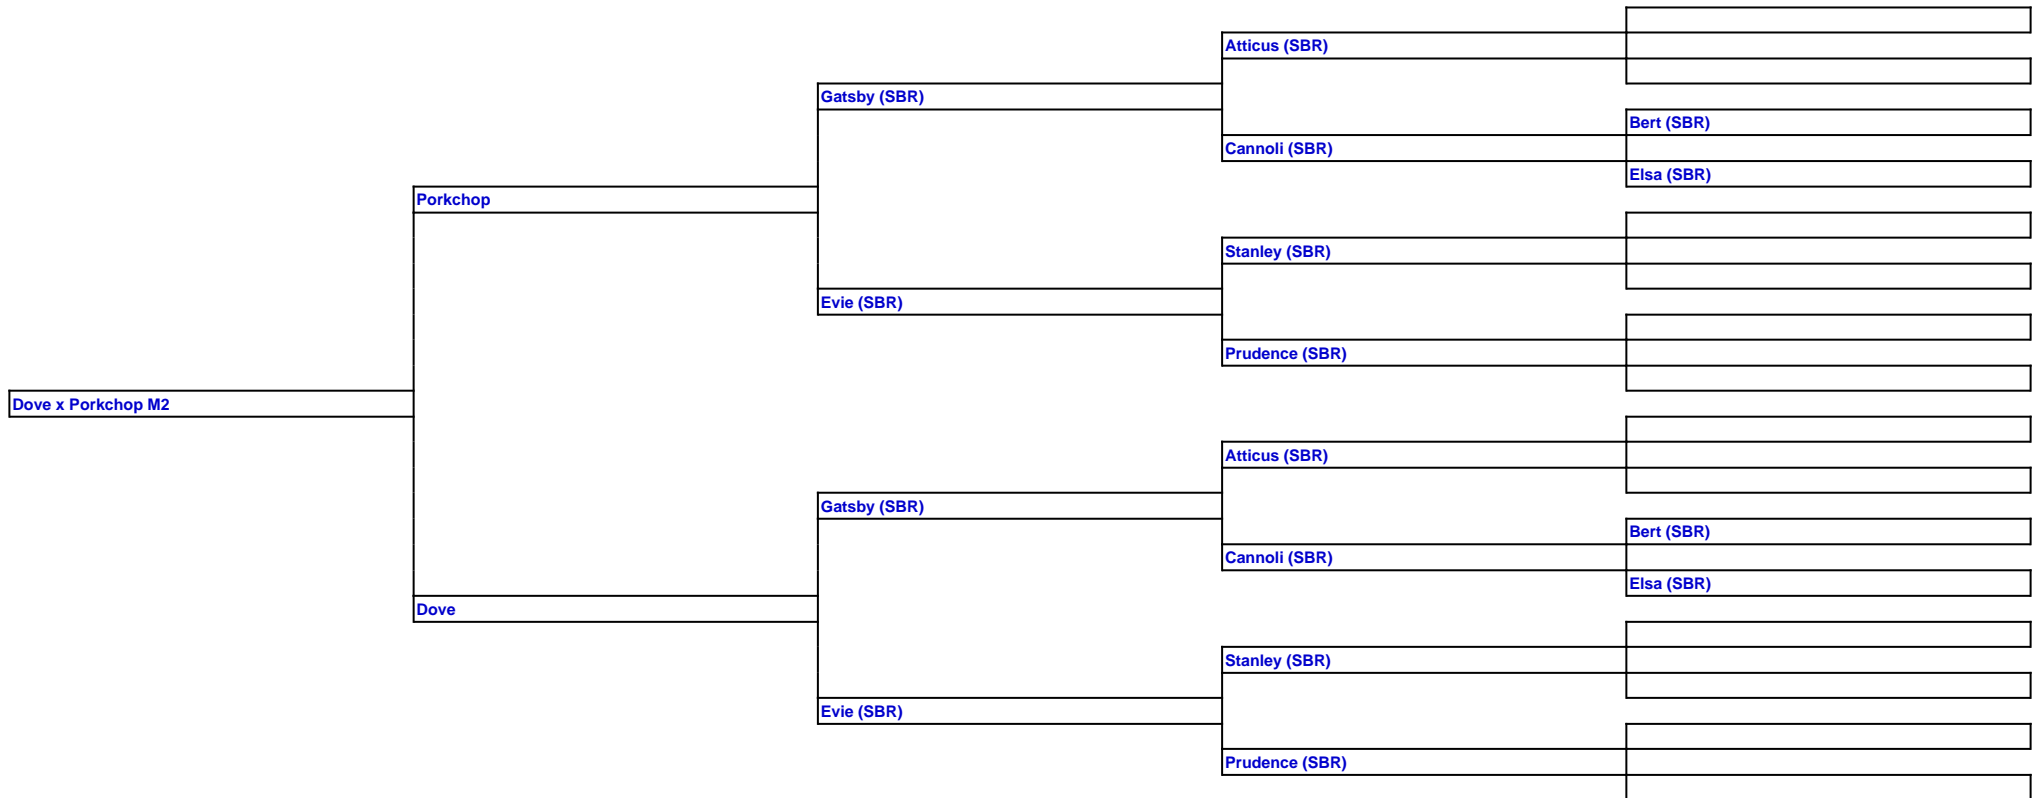 Atticus (SBR)
Gatsby (SBR)
Bert (SBR)
Cannoli (SBR)
Elsa (SBR)
Porkchop
Stanley (SBR)
Evie (SBR)
Prudence (SBR)
Dove x Porkchop M2
Atticus (SBR)
Gatsby (SBR)
Bert (SBR)
Cannoli (SBR)
Elsa (SBR)
Dove
Stanley (SBR)
Evie (SBR)
Prudence (SBR)